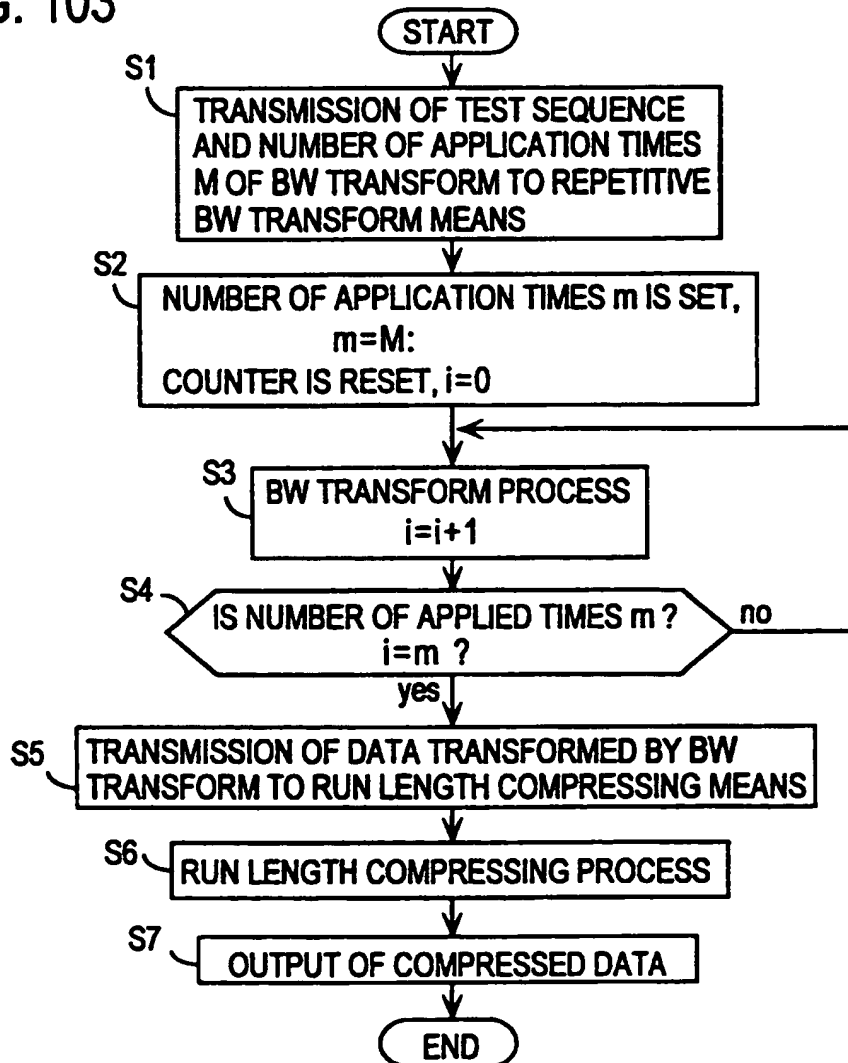 G. 103
START
S1
TRANSMISSION OF TEST SEQUENCE
AND NUMBER OF APPLICATION TIMES
M OF BW TRANSFORM TO REPETITIVE
BW TRANSFORM MEANS
S2
NUMBER OF APPLICATION TIMES m IS SET,
m=M:
COUNTER IS RESET, i=0
S3
BW TRANSFORM PROCESS
i=i+1
S4
IS NUMBER OF APPLIED TIMES m ?
i=m ?
no
yes
S5
TRANSMISSION OF DATA TRANSFORMED BY BW
TRANSFORM TO RUN LENGTH COMPRESSING MEANS
S6
RUN LENGTH COMPRESSING PROCESS
S7
OUTPUT OF COMPRESSED DATA
END